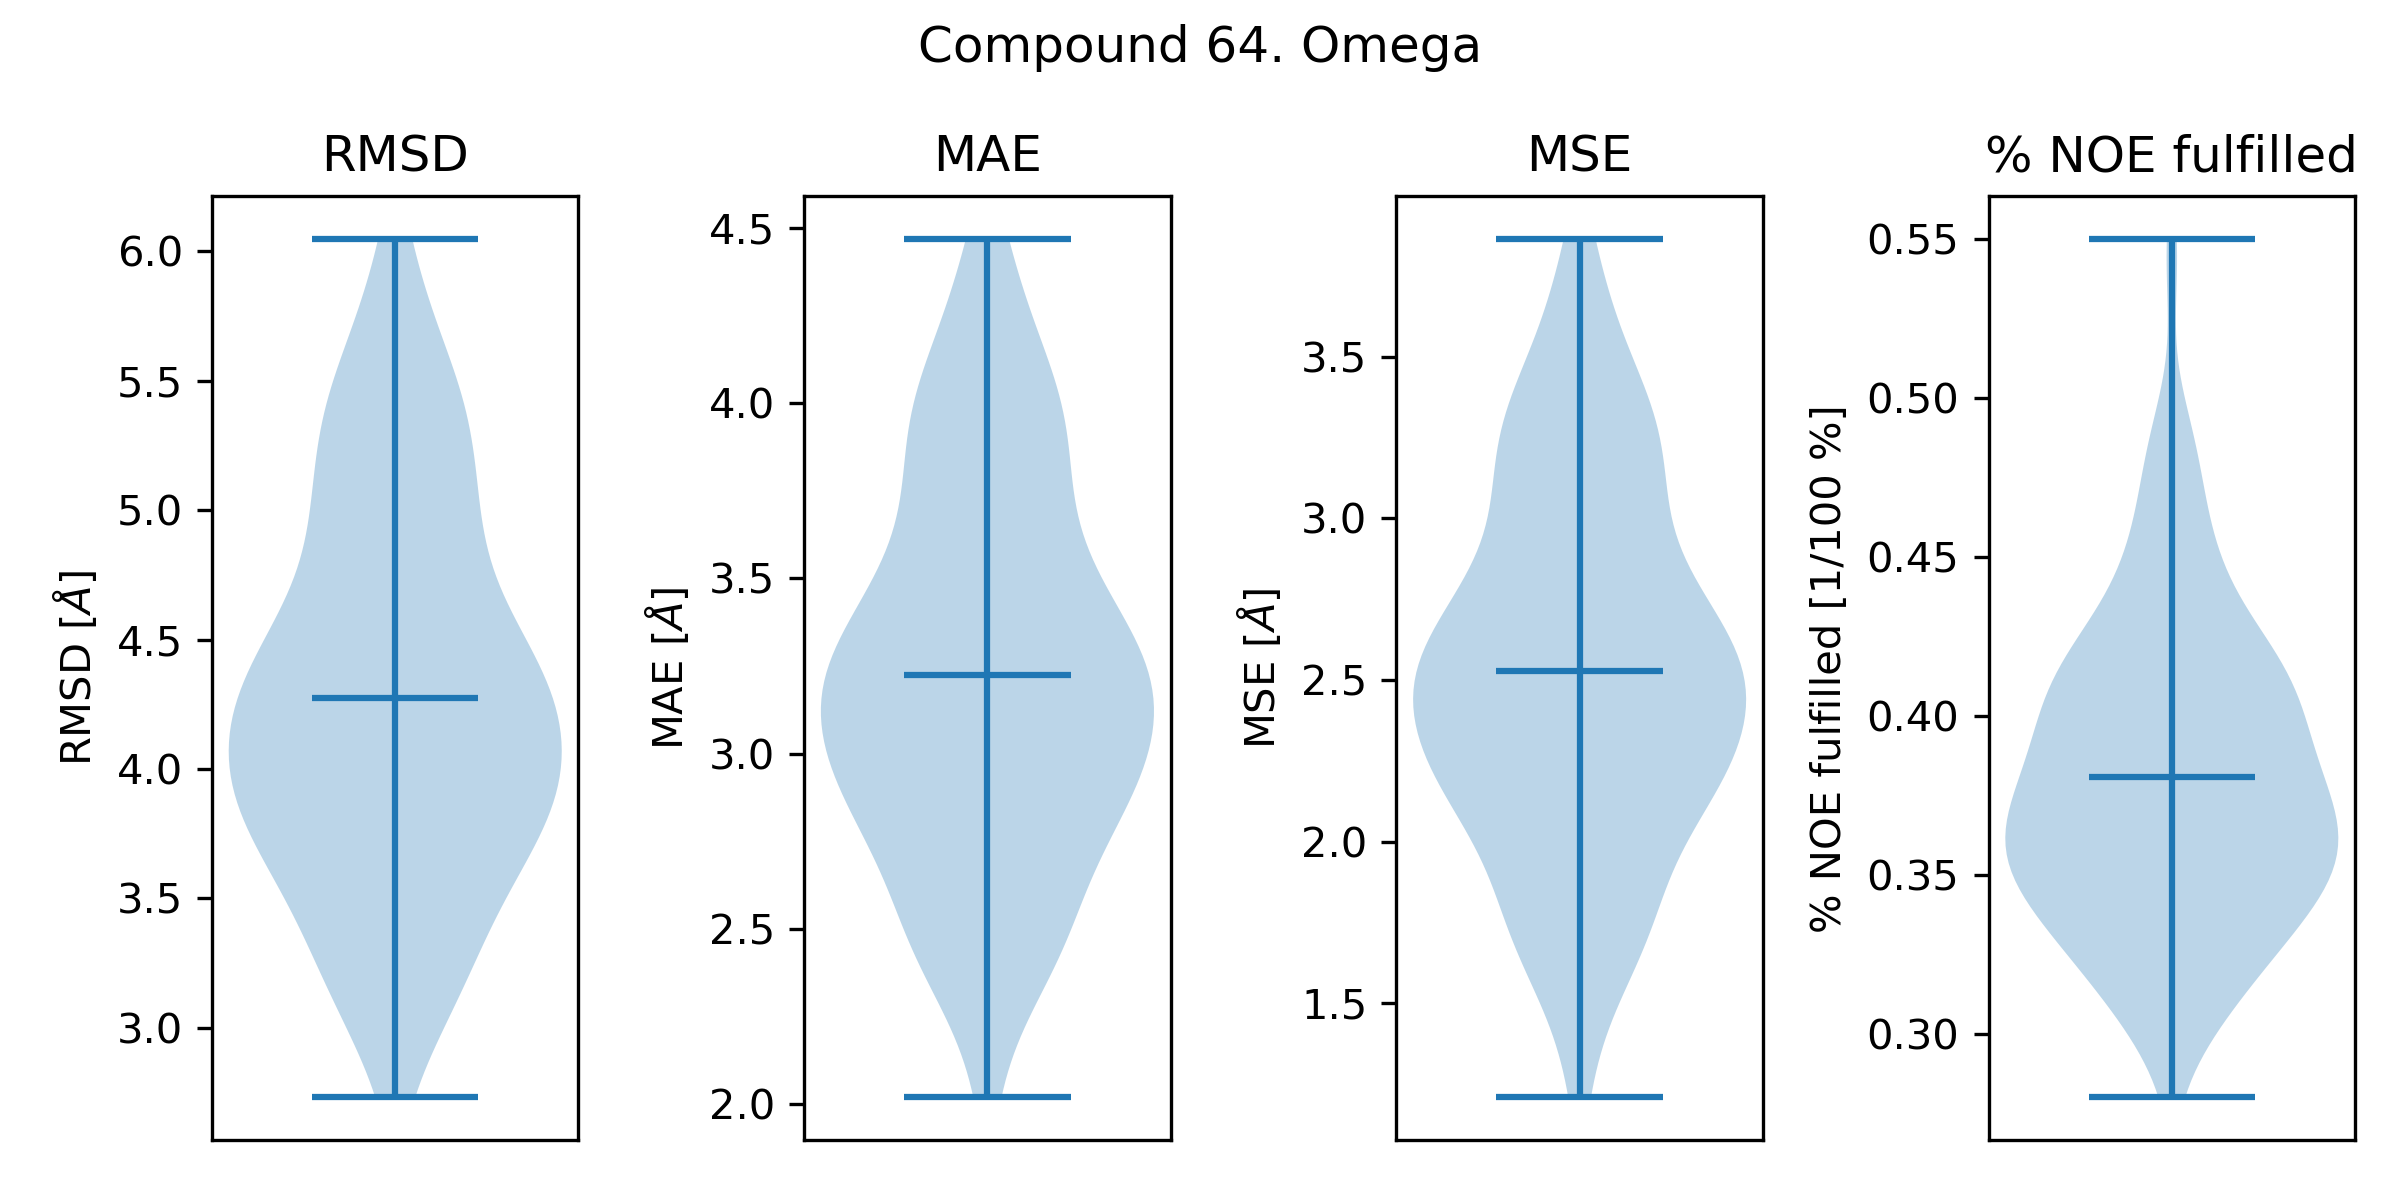 Compound 64. Omega
RMSD
MAE
MSE
% NOE fulfilled
RMSD [Å]
6.0
5.5
5.0
4.5
4.0
3.5
3.0
MAE [Å]
4.5
4.0
3.5
3.0
2.5
2.0
MSE [Å]
3.5
3.0
2.5
2.0
1.5
% NOE fulfilled [1/100 %]
0.55
0.50
0.45
0.40
0.35
0.30